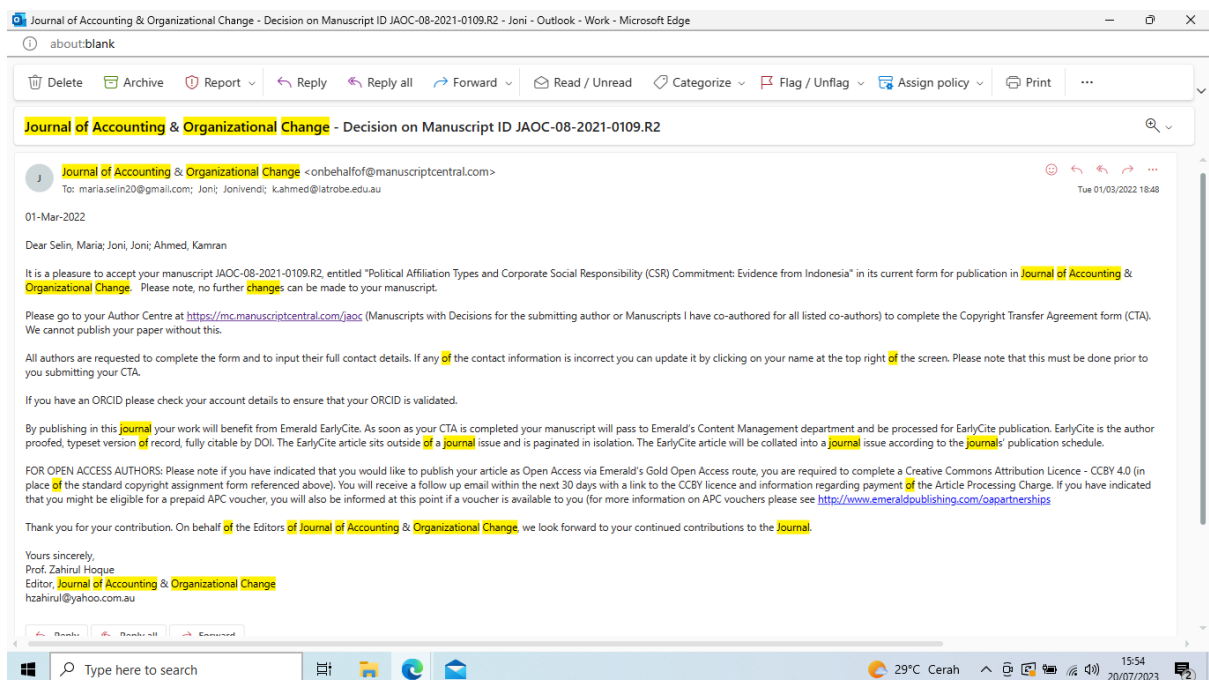 Journal of Accounting & Organizational Change - Decision on Manuscript ID JAOC-08-2021-0109.R2 - Joni - Outlook - Work - Microsoft Edge
about:blank
Delete Archive Report Reply Reply all Forward Read / Unread Categorize Flag / Unflag Assign policy Print ...
Journal of Accounting & Organizational Change - Decision on Manuscript ID JAOC-08-2021-0109.R2
J
Journal of Accounting & Organizational Change <onbehalfof@manuscriptcentral.com>
To: maria.selin20@gmail.com; Joni; Jonivendi; k.ahmed@latrobe.edu.au
Tue 01/03/2022 18:48
01-Mar-2022
Dear Selin, Maria; Joni, Joni; Ahmed, Kamran
It is a pleasure to accept your manuscript JAOC-08-2021-0109.R2, entitled "Political Affiliation Types and Corporate Social Responsibility (CSR) Commitment: Evidence from Indonesia" in its current form for publication in Journal of Accounting &
Organizational Change. Please note, no further changes can be made to your manuscript.
Please go to your Author Centre at https://mc.manuscriptcentral.com/jaoc (Manuscripts with Decisions for the submitting author or Manuscripts I have co-authored for all listed co-authors) to complete the Copyright Transfer Agreement form (CTA).
We cannot publish your paper without this.
All authors are requested to complete the form and to input their full contact details. If any of the contact information is incorrect you can update it by clicking on your name at the top right of the screen. Please note that this must be done prior to
you submitting your CTA.
If you have an ORCID please check your account details to ensure that your ORCID is validated.
By publishing in this journal your work will benefit from Emerald EarlyCite. As soon as your CTA is completed your manuscript will pass to Emerald's Content Management department and be processed for EarlyCite publication. EarlyCite is the author
proofed, typeset version of record, fully citable by DOI. The EarlyCite article sits outside of a journal issue and is paginated in isolation. The EarlyCite article will be collated into a journal issue according to the journals' publication schedule.
FOR OPEN ACCESS AUTHORS: Please note if you have indicated that you would like to publish your article as Open Access via Emerald's Gold Open Access route, you are required to complete a Creative Commons Attribution Licence - CCBY 4.0 (in
place of the standard copyright assignment form referenced above). You will receive a follow up email within the next 30 days with a link to the CCBY licence and information regarding payment of the Article Processing Charge. If you have indicated
that you might be eligible for a prepaid APC voucher, you will also be informed at this point if a voucher is available to you (for more information on APC vouchers please see http://www.emeraldpublishing.com/oapartnerships
Thank you for your contribution. On behalf of the Editors of Journal of Accounting & Organizational Change, we look forward to your continued contributions to the Journal.
Yours sincerely,
Prof. Zahirul Hoque
Editor, Journal of Accounting & Organizational Change
hzahirul@yahoo.com.au
Reply Reply all Forward
Type here to search
29°C Cerah
15:54
20/07/2023
2